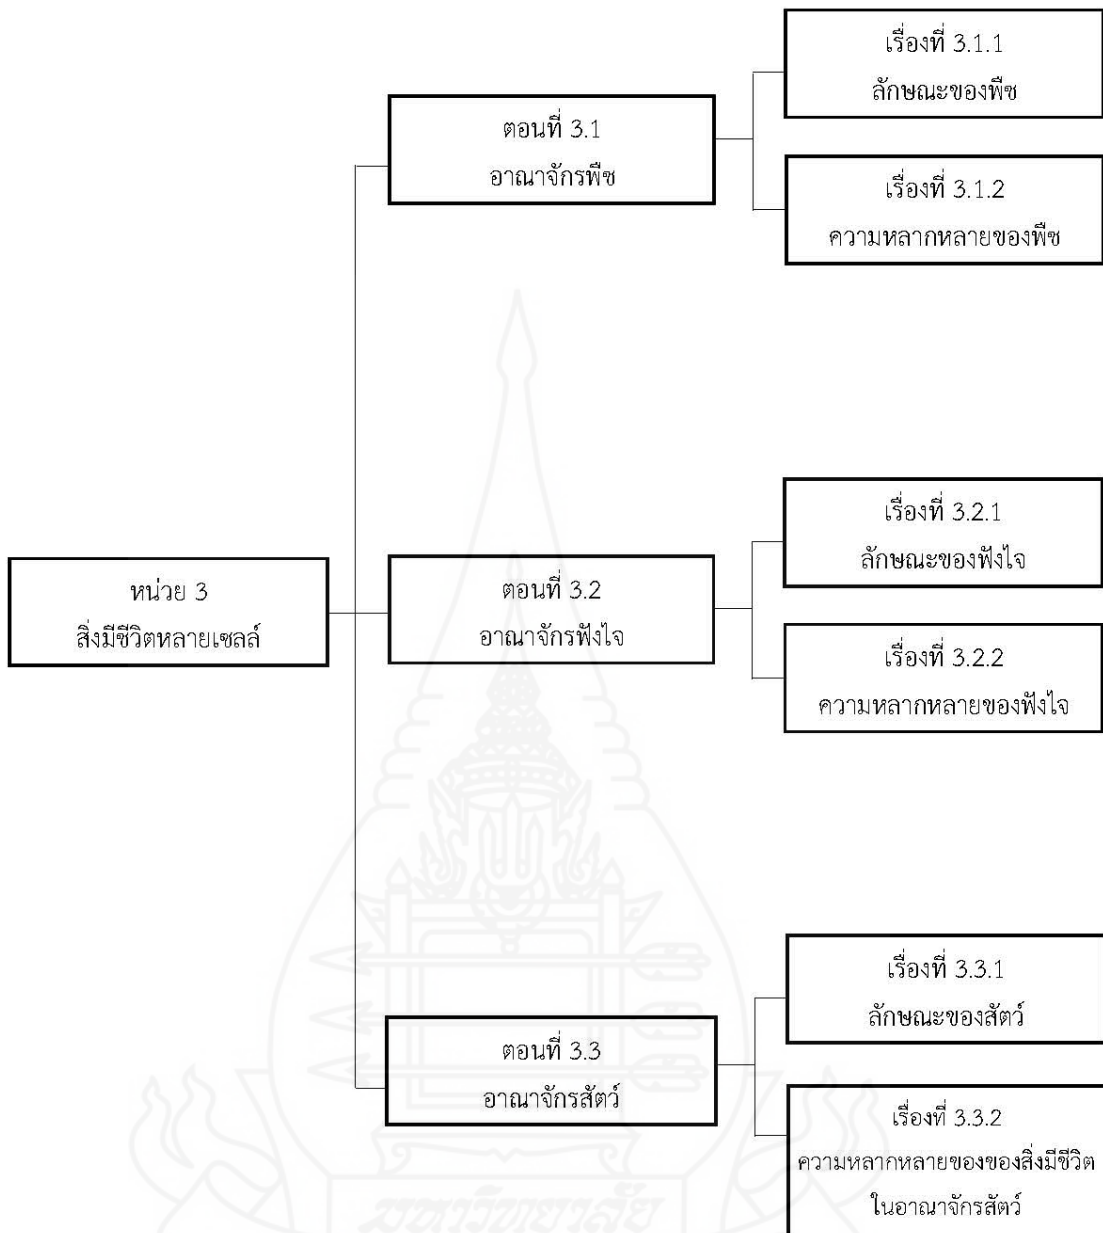 หน่วย 3
สิ่งมีชีวิตหลายเซลล์
ตอนที่ 3.1
อาณาจักรพืช
เรื่องที่ 3.1.1
ลักษณะของพืช
เรื่องที่ 3.1.2
ความหลากหลายของพืช
ตอนที่ 3.2
อาณาจักรฟังไจ
เรื่องที่ 3.2.1
ลักษณะของฟังไจ
เรื่องที่ 3.2.2
ความหลากหลายของฟังไจ
ตอนที่ 3.3
อาณาจักรสัตว์
เรื่องที่ 3.3.1
ลักษณะของสัตว์
เรื่องที่ 3.3.2
ความหลากหลายของของสิ่งมีชีวิต
ในอาณาจักรสัตว์
มหาวิทยาลัย